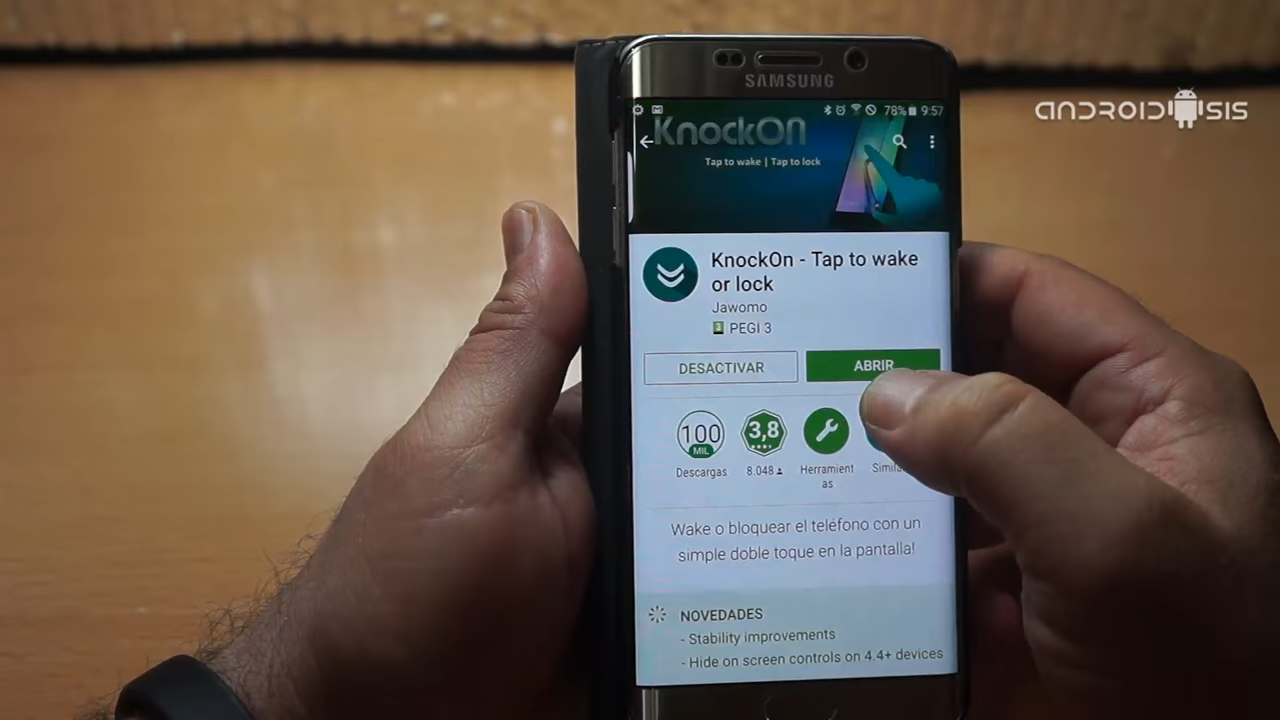 SAMSUNG
ANDROIDSIS
78% 9:57
KnockOn
Tap to wake | Tap to lock
KnockOn - Tap to wake
or lock
Jawomo
3 PEGI 3
DESACTIVAR
ABRIR
100
MIL
Descargas
3,8
8.048
Herramient
as
Wake o bloquear el teléfono con un
simple doble toque en la pantalla!
NOVEDADES
- Stability improvements
- Hide on screen controls on 4.4+ devices